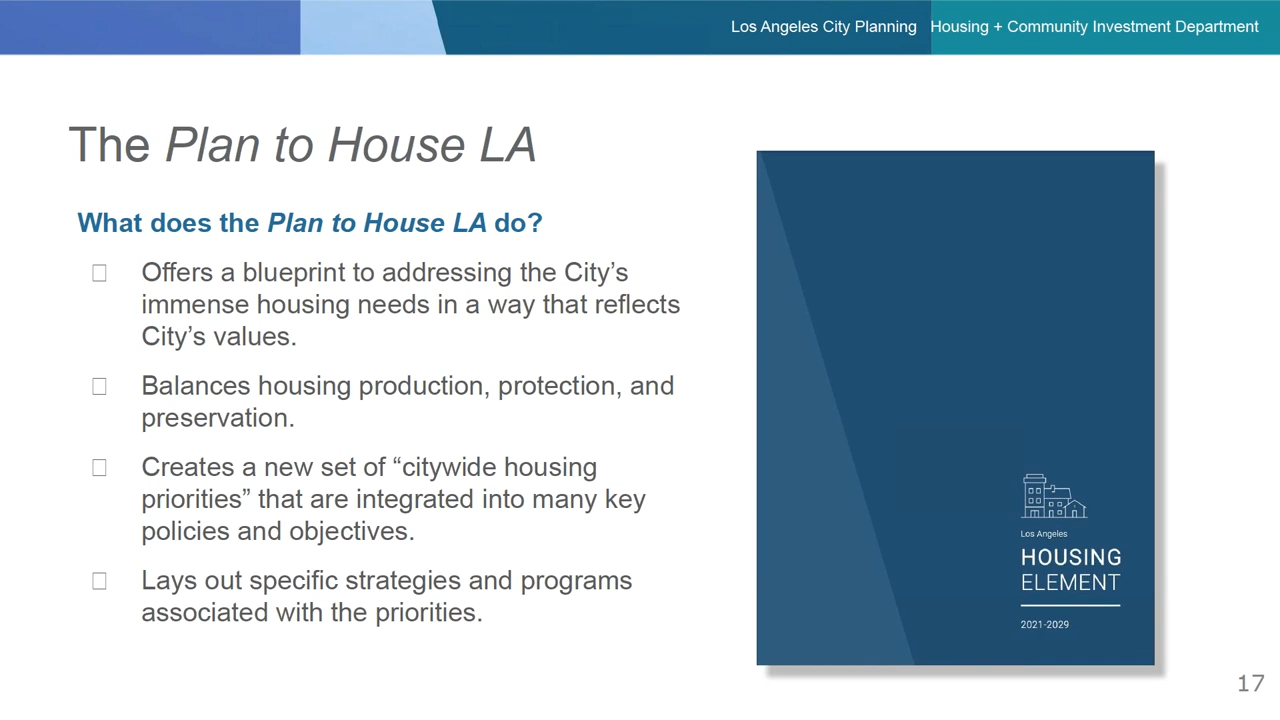 Los Angeles City Planning Housing + Community Investment Department
The Plan to House LA
What does the Plan to House LA do?
Offers a blueprint to addressing the City’s
immense housing needs in a way that reflects
City’s values.
Balances housing production, protection, and
preservation.
Creates a new set of “citywide housing
priorities” that are integrated into many key
policies and objectives.
Lays out specific strategies and programs
associated with the priorities.
Los Angeles
HOUSING
ELEMENT
2021-2029
17